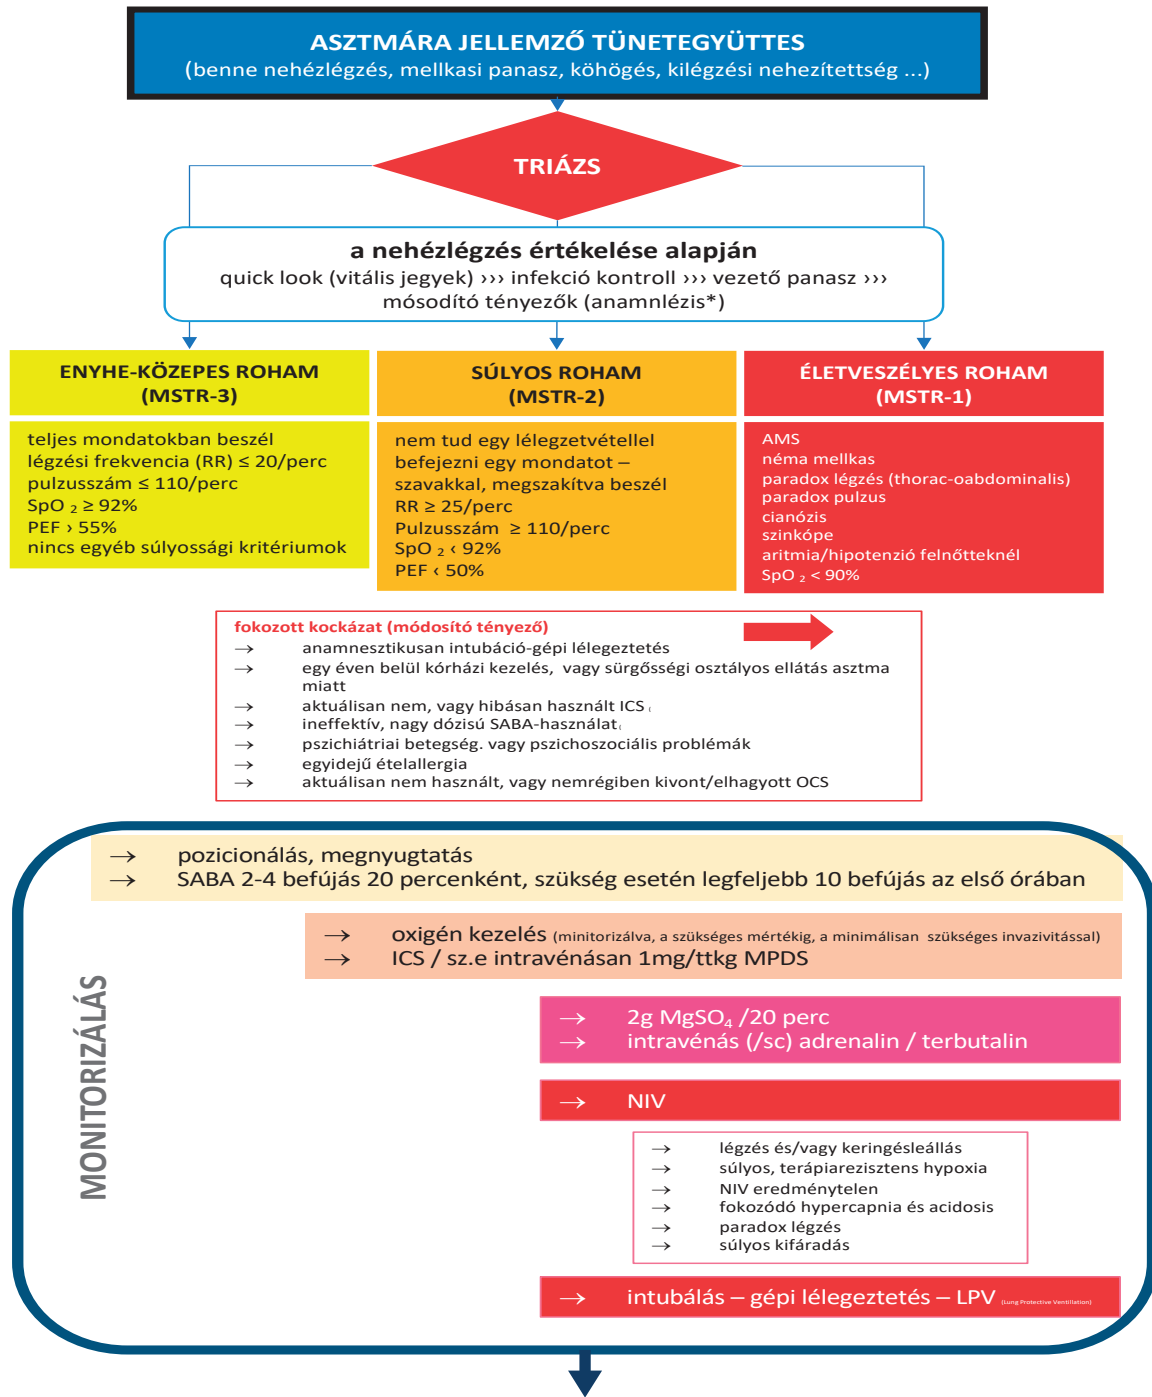 ASZTMÁRA JELLEMZŐ TÜNETEGYÜTTES
(benne nehézlégzés, mellkasi panasz, köhögés, kilégzési nehezítettség ...)
TRIÁZS
a nehézlégzés értékelése alapján
quick look (vitális jegyek) ››› infekció kontroll ››› vezető panasz ›››
mósodító tényezők (anamnlézis*)
ENYHE-KÖZEPES ROHAM
(MSTR-3)
teljes mondatokban beszél
légzési frekvencia (RR) ≤ 20/perc
pulzusszám ≤ 110/perc
SpO ₂ ≥ 92%
PEF › 55%
nincs egyéb súlyossági kritériumok
SÚLYOS ROHAM
(MSTR-2)
nem tud egy lélegzetvétellel
befejezni egy mondatot –
szavakkal, megszakítva beszél
RR ≥ 25/perc
Pulzusszám ≥ 110/perc
SpO ₂ ‹ 92%
PEF ‹ 50%
ÉLETVESZÉLYES ROHAM
(MSTR-1)
AMS
néma mellkas
paradox légzés (thorac-oabdominalis)
paradox pulzus
cianózis
szinkópe
aritmia/hipotenzió felnőtteknél
SpO ₂ < 90%
fokozott kockázat (módosító tényező)
→ anamnesztikusan intubáció-gépi lélegeztetés
→ egy éven belül kórházi kezelés, vagy sürgősségi osztályos ellátás asztma
miatt
→ aktuálisan nem, vagy hibásan használt ICS (
→ ineffektív, nagy dózisú SABA-használat(
→ pszichiátriai betegség. vagy pszichoszociális problémák
→ egyidejű ételallergia
→ aktuálisan nem használt, vagy nemrégiben kivont/elhagyott OCS
MONITORIZÁLÁS
→ pozicionálás, megnyugtatás
→ SABA 2-4 befújás 20 percenként, szükség esetén legfeljebb 10 befújás az első órában
→ oxigén kezelés (minitorizálva, a szükséges mértékig, a minimálisan szükséges invazivitással)
→ ICS / sz.e intravénásan 1mg/ttkg MPDS
→ 2g MgSO₄ /20 perc
→ intravénás (/sc) adrenalin / terbutalin
→ NIV
→ légzés és/vagy keringésleállás
→ súlyos, terápiarezisztens hypoxia
→ NIV eredménytelen
→ fokozódó hypercapnia és acidosis
→ paradox légzés
→ súlyos kifáradás
→ intubálás – gépi lélegeztetés – LPV (Lung Protective Ventillation)